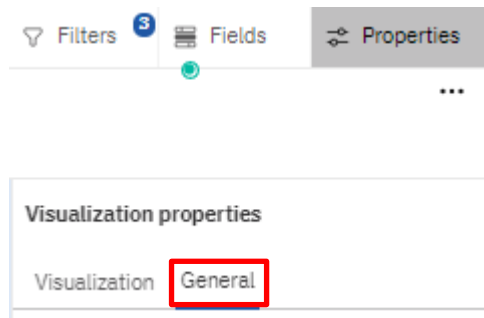 Filters 3 Fields Properties
...
Visualization properties
Visualization General